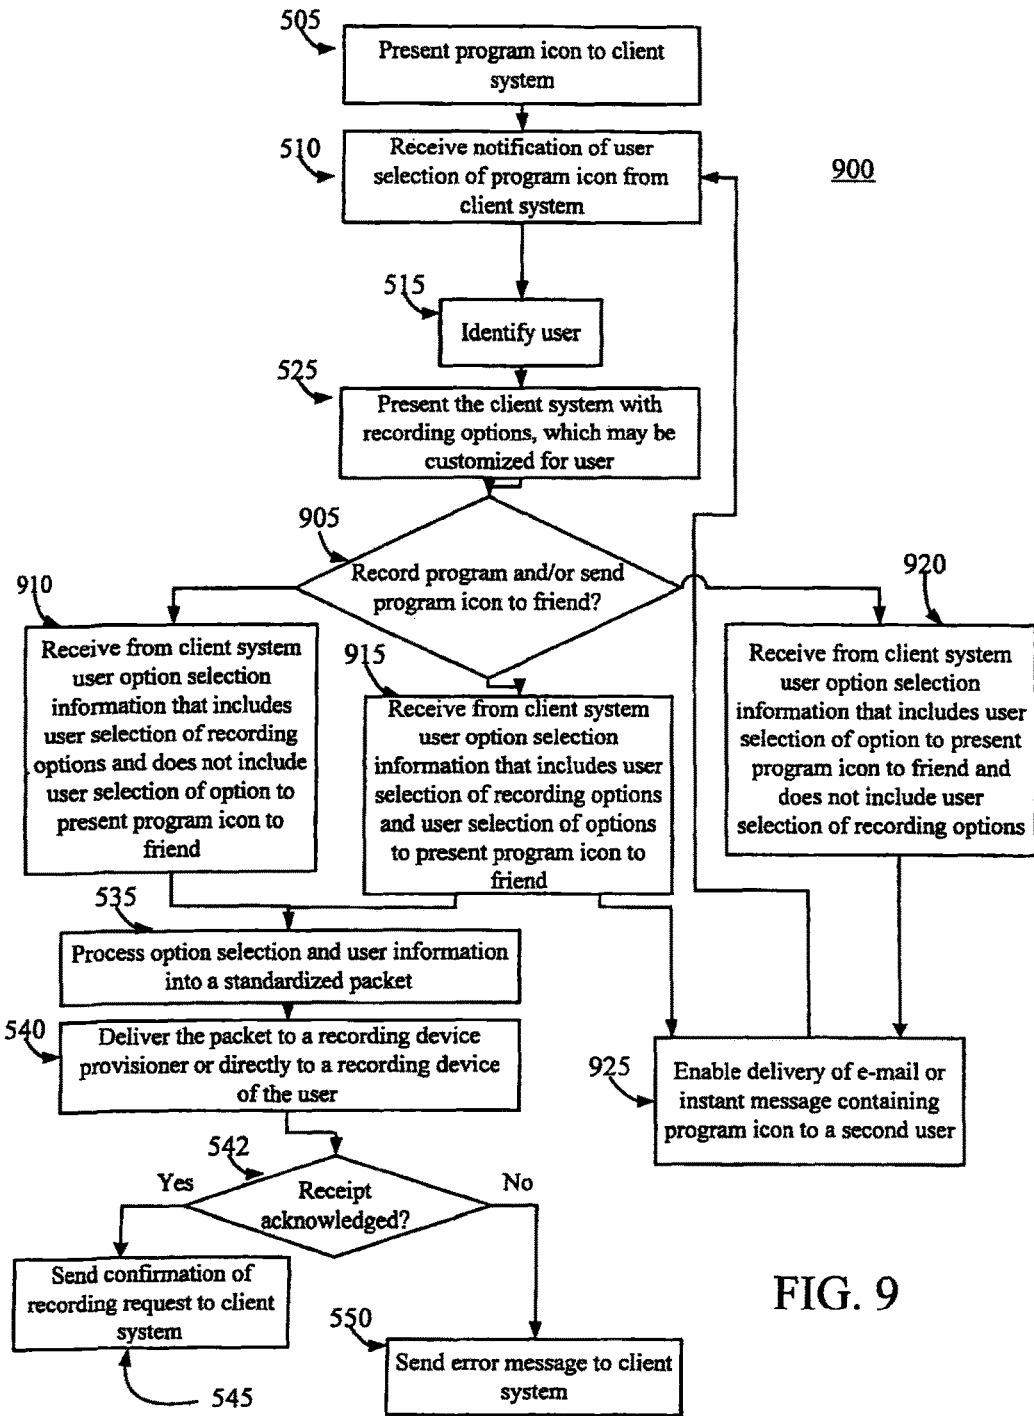 505
Present program icon to client
system
510
Receive notification of user
selection of program icon from
client system
900
515
Identify user
525
Present the client system with
recording options, which may be
customized for user
905
Record program and/or send
program icon to friend?
910
Receive from client system
user option selection
information that includes
user selection of recording
options and does not include
user selection of option to
present program icon to
friend
915
Receive from client system
user option selection
information that includes user
selection of recording options
and user selection of options
to present program icon to
friend
920
Receive from client system
user option selection
information that includes user
selection of option to present
program icon to friend and
does not include user
selection of recording options
535
Process option selection and user information
into a standardized packet
540
Deliver the packet to a recording device
provisioner or directly to a recording device
of the user
925
Enable delivery of e-mail or
instant message containing
program icon to a second user
542
Yes
Receipt
acknowledged?
No
Send confirmation of
recording request to client
system
545
550
Send error message to client
system
FIG. 9